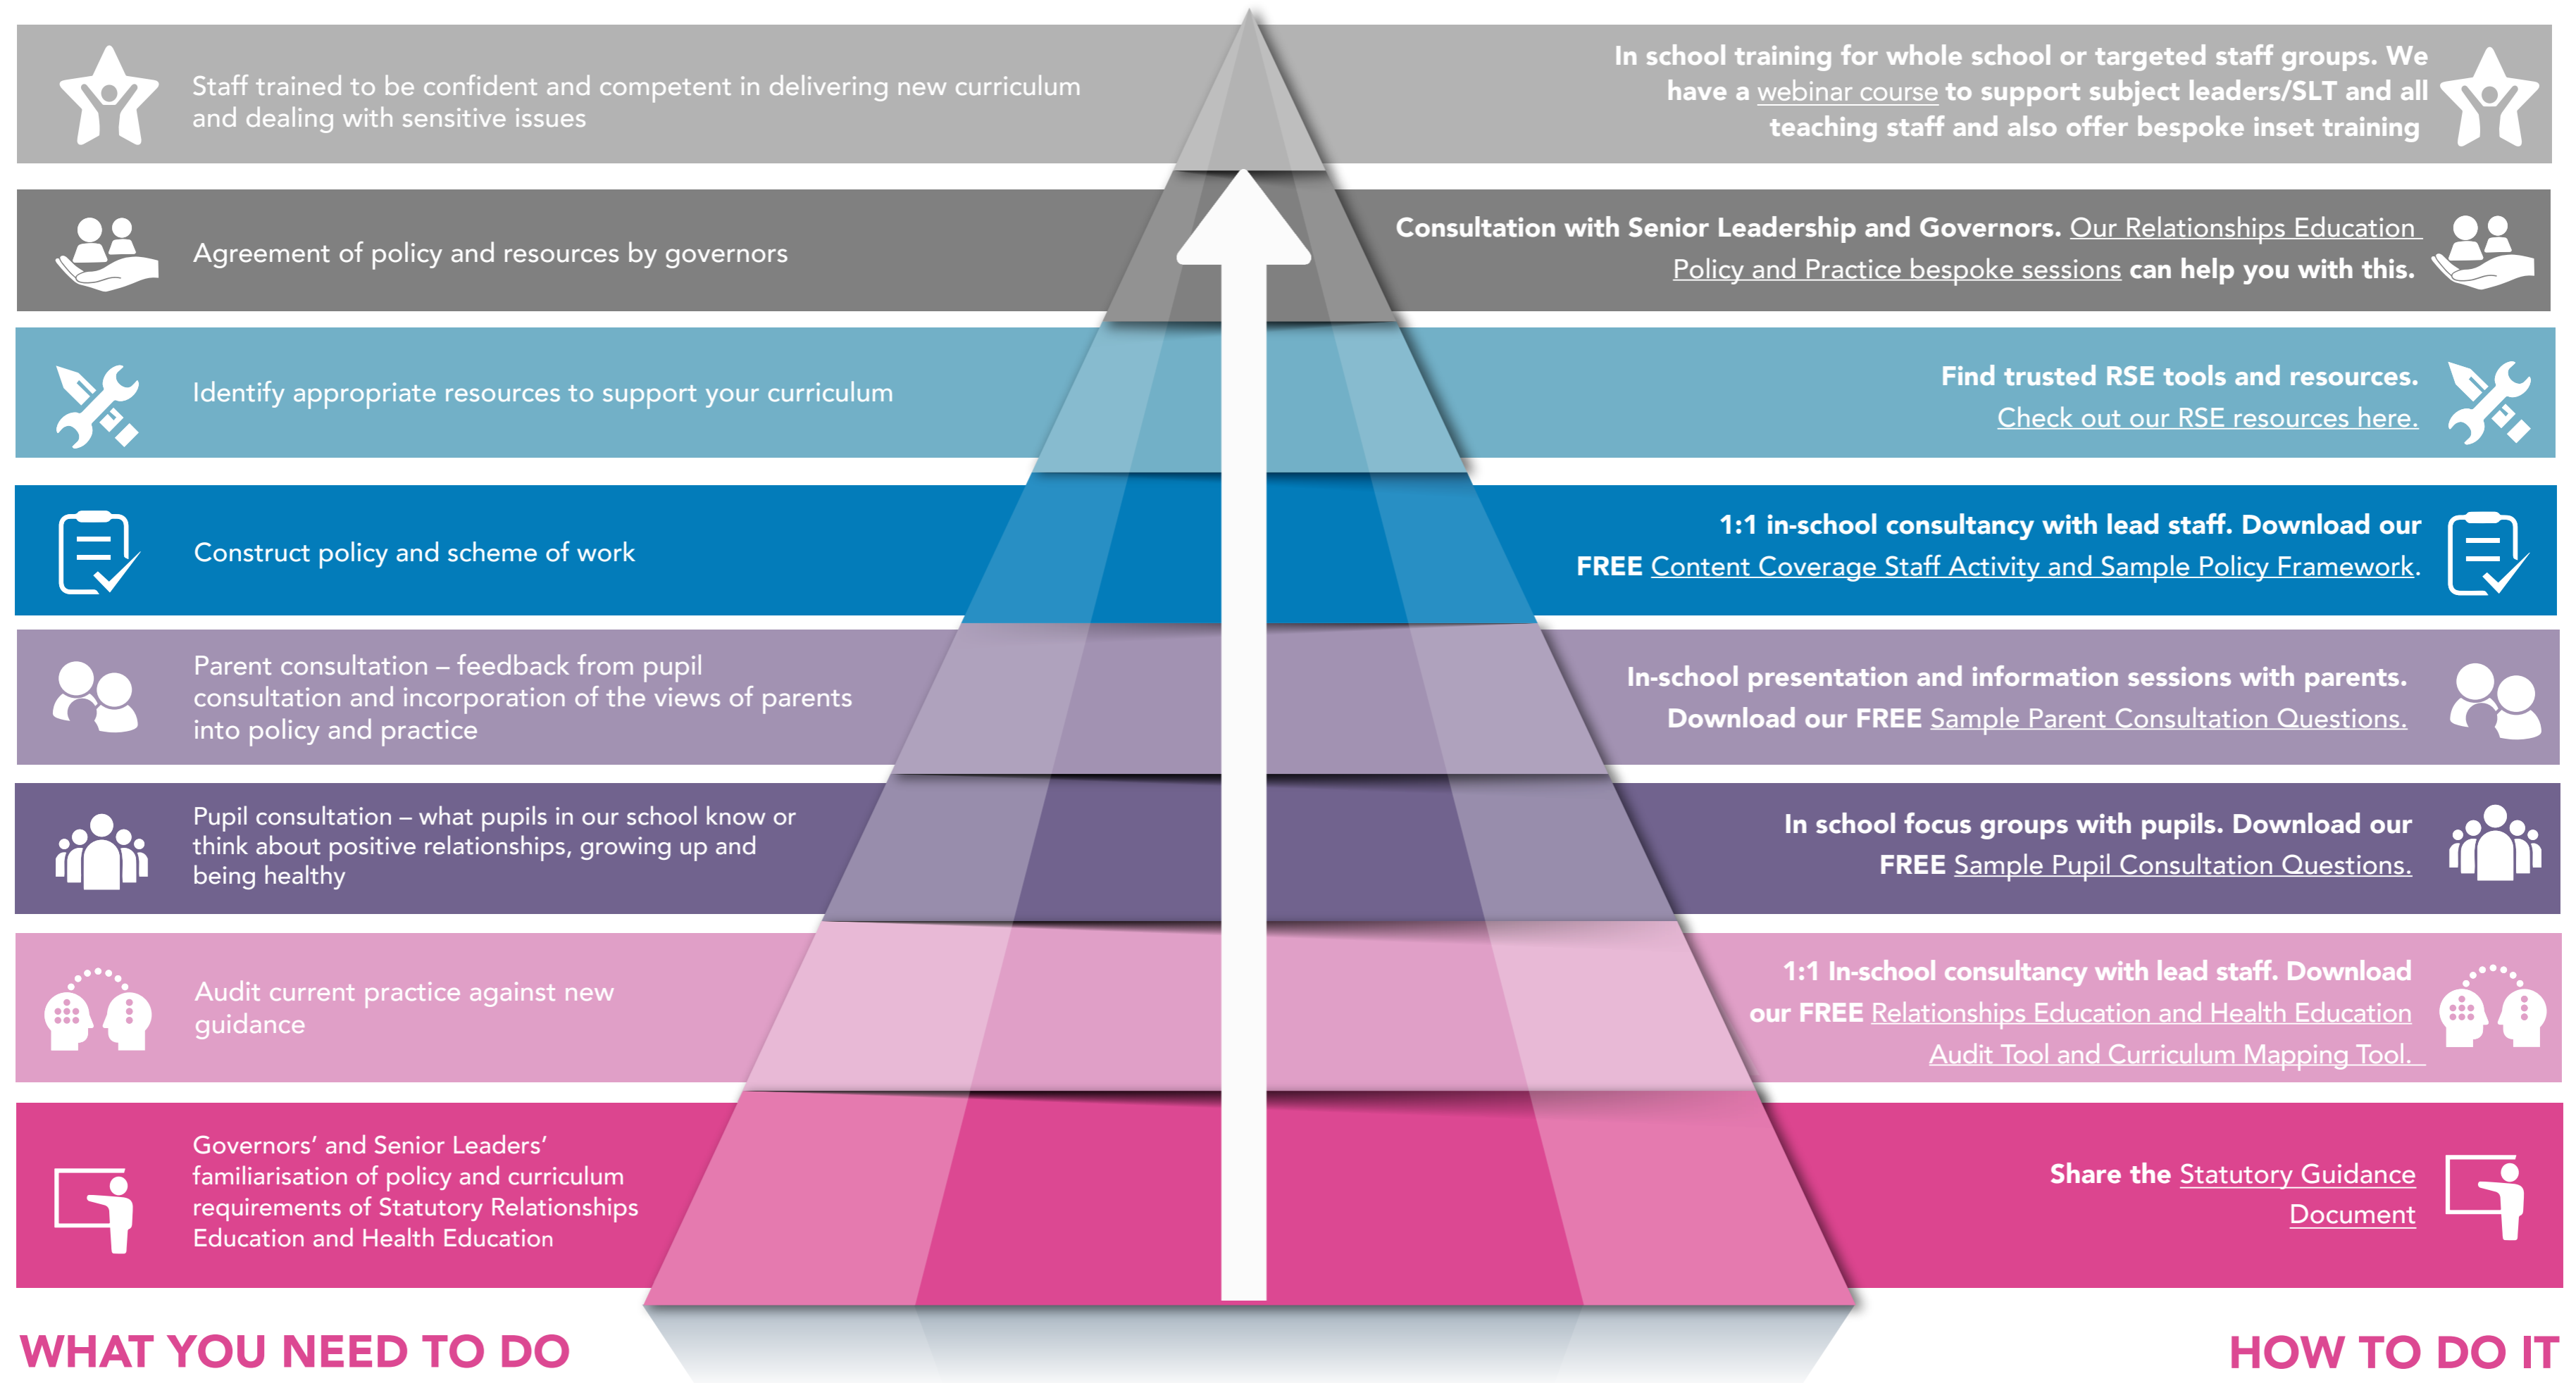 Staff trained to be confident and competent in delivering new curriculum
and dealing with sensitive issues
In school training for whole school or targeted staff groups. We
have a webinar course to support subject leaders/SLT and all
teaching staff and also offer bespoke inset training
Agreement of policy and resources by governors
Consultation with Senior Leadership and Governors. Our Relationships Education
Policy and Practice bespoke sessions can help you with this.
Identify appropriate resources to support your curriculum
Find trusted RSE tools and resources.
Check out our RSE resources here.
Construct policy and scheme of work
1:1 in-school consultancy with lead staff. Download our
FREE Content Coverage Staff Activity and Sample Policy Framework.
Parent consultation – feedback from pupil
consultation and incorporation of the views of parents
into policy and practice
In-school presentation and information sessions with parents.
Download our FREE Sample Parent Consultation Questions.
Pupil consultation – what pupils in our school know or
think about positive relationships, growing up and
being healthy
In school focus groups with pupils. Download our
FREE Sample Pupil Consultation Questions.
Audit current practice against new
guidance
1:1 In-school consultancy with lead staff. Download
our FREE Relationships Education and Health Education
Audit Tool and Curriculum Mapping Tool.
Governors’ and Senior Leaders’
familiarisation of policy and curriculum
requirements of Statutory Relationships
Education and Health Education
Share the Statutory Guidance
Document
WHAT YOU NEED TO DO
HOW TO DO IT